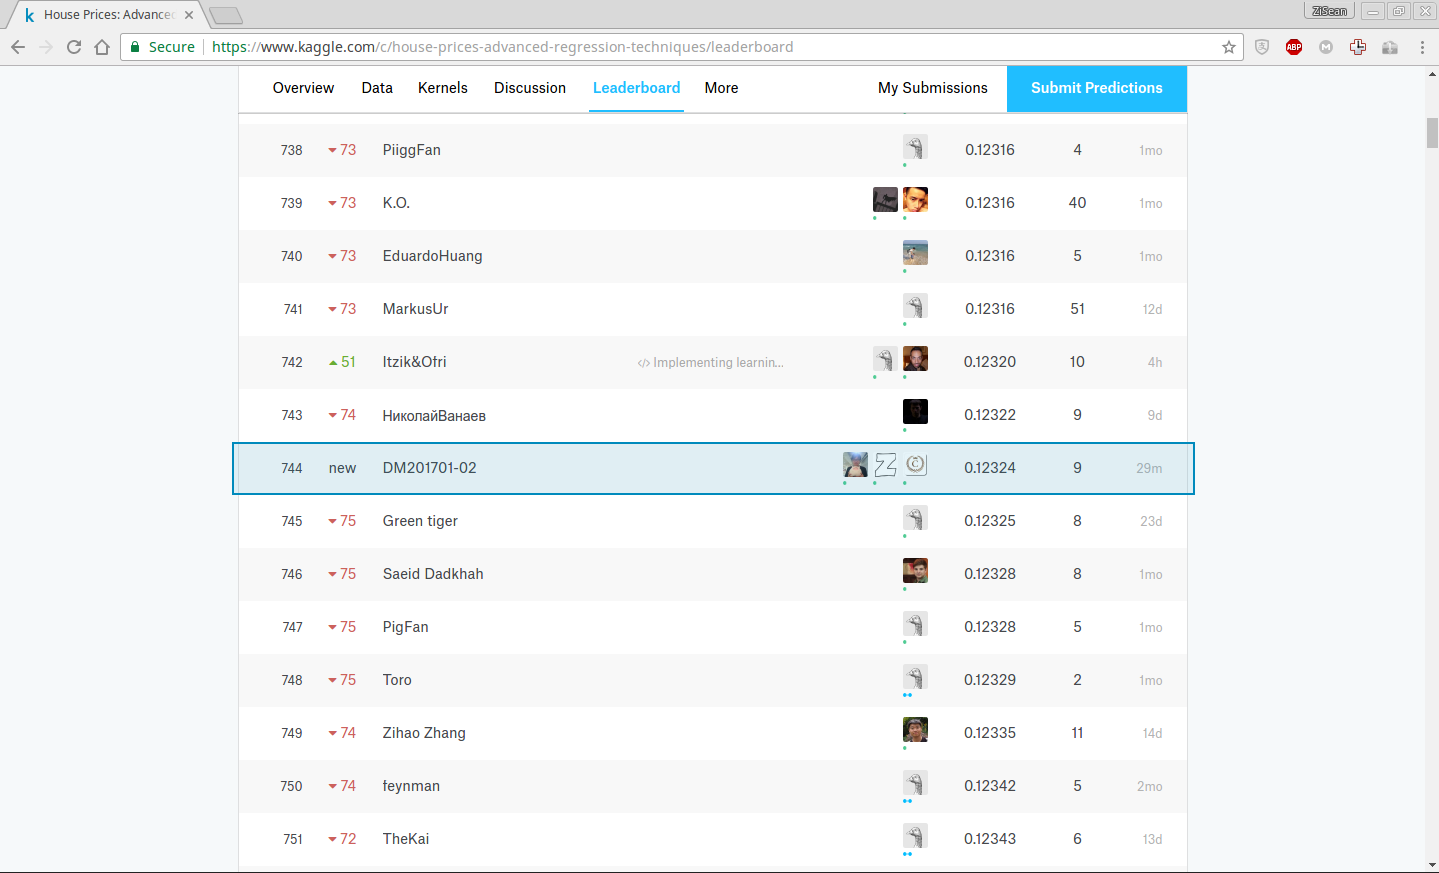 House Prices: Advanced
ZiSean
Secure https://www.kaggle.com/c/house-prices-advanced-regression-techniques/leaderboard
ABP
Overview Data Kernels Discussion Leaderboard More My Submissions Submit Predictions
738 73 PiiggFan 0.12316 4 1mo
739 73 K.O. 0.12316 40 1mo
740 73 EduardoHuang 0.12316 5 1mo
741 73 MarkusUr 0.12316 51 12d
742 51 Itzik&Ofri </> Implementing learnin... 0.12320 10 4h
743 74 НиколайВанаев 0.12322 9 9d
744 new DM201701-02 0.12324 9 29m
745 75 Green tiger 0.12325 8 23d
746 75 Saeid Dadkhah 0.12328 8 1mo
747 75 PigFan 0.12328 5 1mo
748 75 Toro 0.12329 2 1mo
749 74 Zihao Zhang 0.12335 11 14d
750 74 feynman 0.12342 5 2mo
751 72 TheKai 0.12343 6 13d